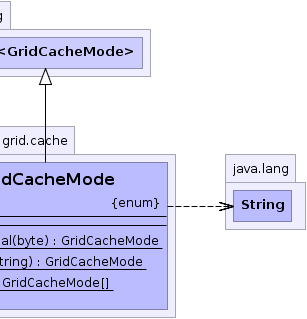 g
<GridCacheMode>
grid.cache
dCacheMode
{enum}
al(byte) : GridCacheMode
tring) : GridCacheMode
GridCacheMode[]
java.lang
String